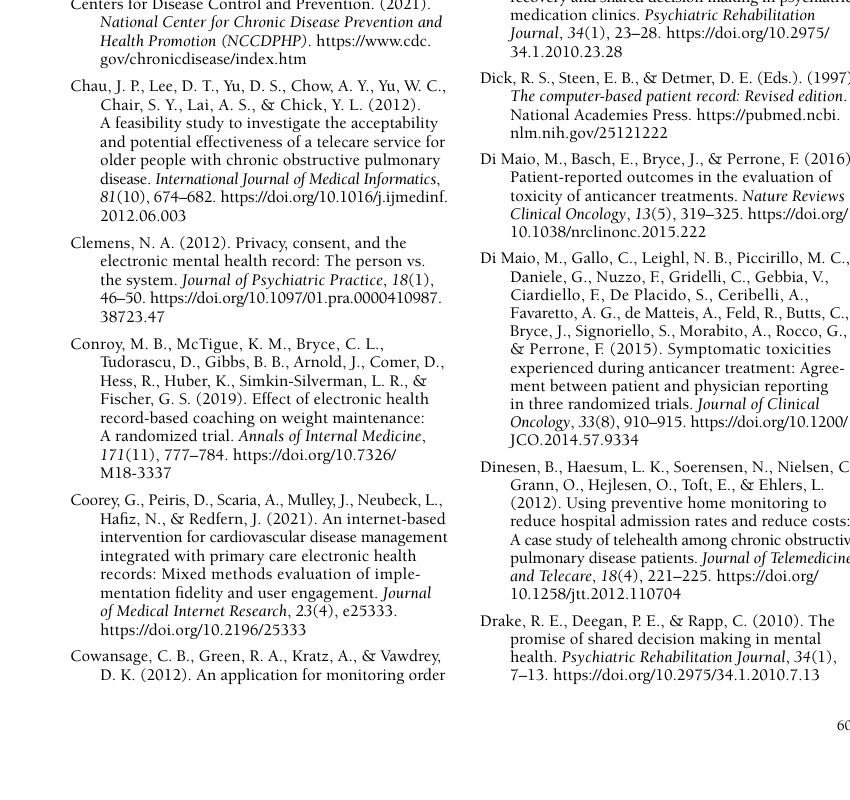 Centers for Disease Control and Prevention. (2021).
National Center for Chronic Disease Prevention and
Health Promotion (NCCDPHP). https://www.cdc.
gov/chronicdisease/index.htm
Chau, J. P., Lee, D. T., Yu, D. S., Chow, A. Y., Yu, W. C.,
Chair, S. Y., Lai, A. S., & Chick, Y. L. (2012).
A feasibility study to investigate the acceptability
and potential effectiveness of a telecare service for
older people with chronic obstructive pulmonary
disease. International Journal of Medical Informatics,
81(10), 674–682. https://doi.org/10.1016/j.ijmedinf.
2012.06.003
Clemens, N. A. (2012). Privacy, consent, and the
electronic mental health record: The person vs.
the system. Journal of Psychiatric Practice, 18(1),
46–50. https://doi.org/10.1097/01.pra.0000410987.
38723.47
Conroy, M. B., McTigue, K. M., Bryce, C. L.,
Tudorascu, D., Gibbs, B. B., Arnold, J., Comer, D.,
Hess, R., Huber, K., Simkin-Silverman, L. R., &
Fischer, G. S. (2019). Effect of electronic health
record-based coaching on weight maintenance:
A randomized trial. Annals of Internal Medicine,
171(11), 777–784. https://doi.org/10.7326/
M18-3337
Coorey, G., Peiris, D., Scaria, A., Mulley, J., Neubeck, L.,
Hafiz, N., & Redfern, J. (2021). An internet-based
intervention for cardiovascular disease management
integrated with primary care electronic health
records: Mixed methods evaluation of imple-
mentation fidelity and user engagement. Journal
of Medical Internet Research, 23(4), e25333.
https://doi.org/10.2196/25333
Cowansage, C. B., Green, R. A., Kratz, A., & Vawdrey,
D. K. (2012). An application for monitoring order
recovery and shared decision making in psychiatric
medication clinics. Psychiatric Rehabilitation
Journal, 34(1), 23–28. https://doi.org/10.2975/
34.1.2010.23.28
Dick, R. S., Steen, E. B., & Detmer, D. E. (Eds.). (1997)
The computer-based patient record: Revised edition.
National Academies Press. https://pubmed.ncbi.
nlm.nih.gov/25121222
Di Maio, M., Basch, E., Bryce, J., & Perrone, F. (2016)
Patient-reported outcomes in the evaluation of
toxicity of anticancer treatments. Nature Reviews
Clinical Oncology, 13(5), 319–325. https://doi.org/
10.1038/nrclinonc.2015.222
Di Maio, M., Gallo, C., Leighl, N. B., Piccirillo, M. C.,
Daniele, G., Nuzzo, F., Gridelli, C., Gebbia, V.,
Ciardiello, F., De Placido, S., Ceribelli, A.,
Favaretto, A. G., de Matteis, A., Feld, R., Butts, C.,
Bryce, J., Signoriello, S., Morabito, A., Rocco, G.,
& Perrone, F. (2015). Symptomatic toxicities
experienced during anticancer treatment: Agree-
ment between patient and physician reporting
in three randomized trials. Journal of Clinical
Oncology, 33(8), 910–915. https://doi.org/10.1200/
JCO.2014.57.9334
Dinesen, B., Haesum, L. K., Soerensen, N., Nielsen, C
Grann, O., Hejlesen, O., Toft, E., & Ehlers, L.
(2012). Using preventive home monitoring to
reduce hospital admission rates and reduce costs:
A case study of telehealth among chronic obstructiv
pulmonary disease patients. Journal of Telemedicine
and Telecare, 18(4), 221–225. https://doi.org/
10.1258/jtt.2012.110704
Drake, R. E., Deegan, P. E., & Rapp, C. (2010). The
promise of shared decision making in mental
health. Psychiatric Rehabilitation Journal, 34(1),
7–13. https://doi.org/10.2975/34.1.2010.7.13
60